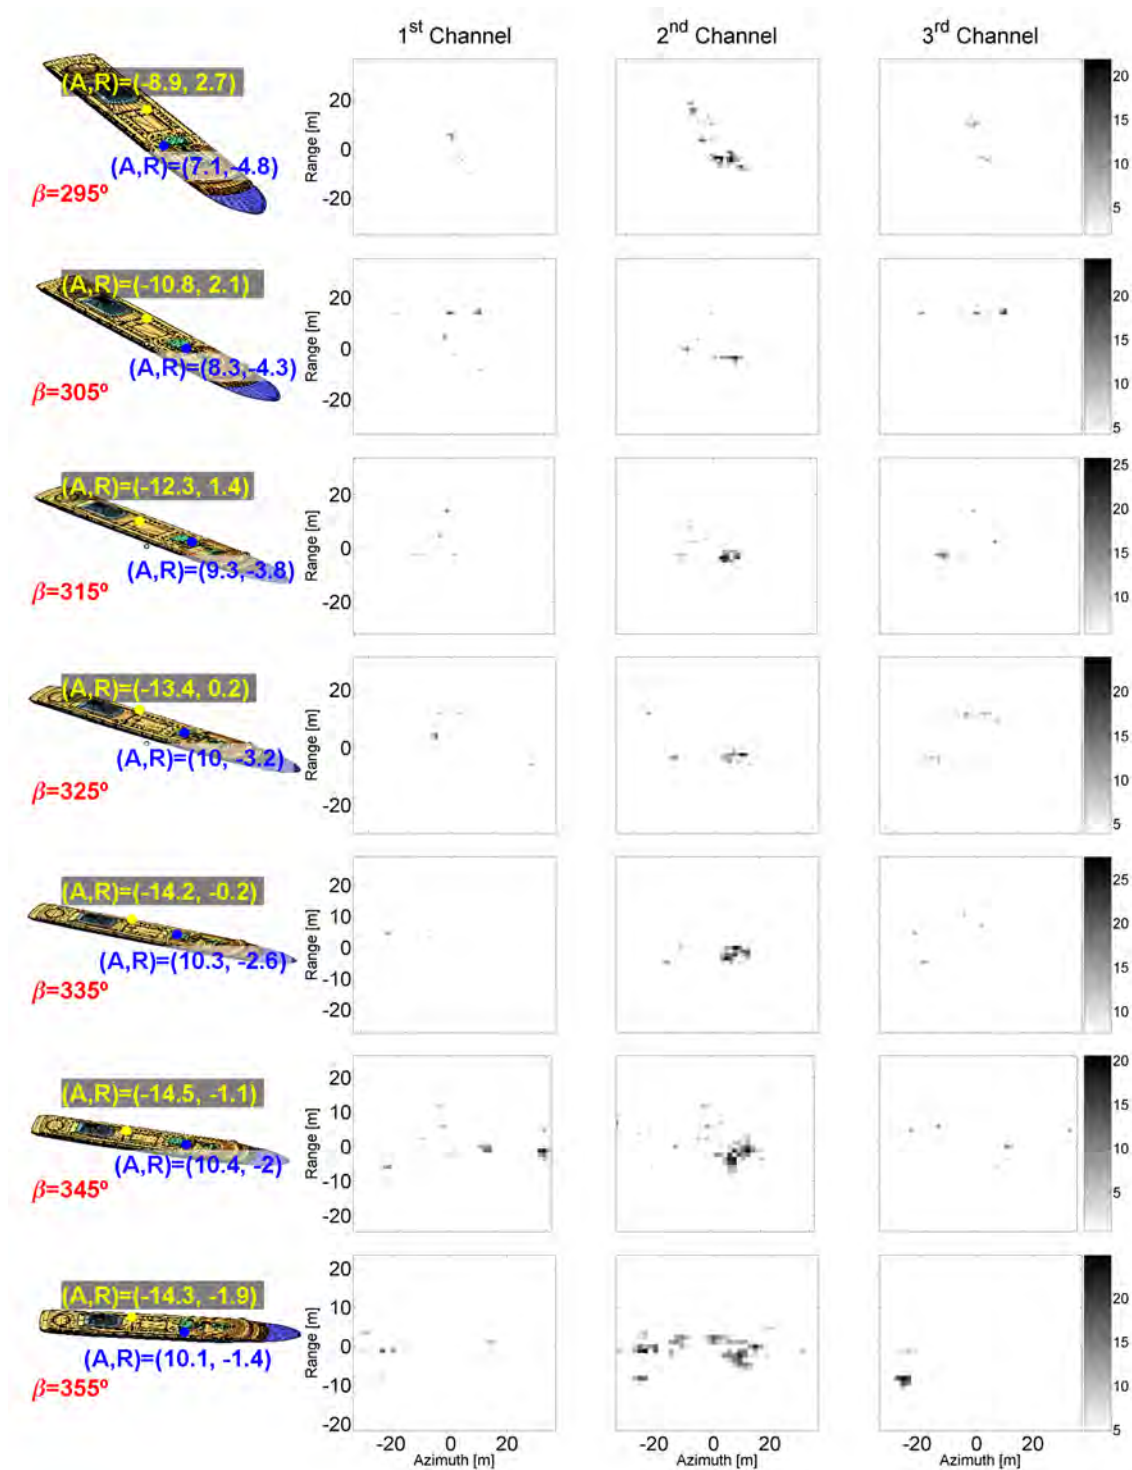 1st Channel 2nd Channel 3rd Channel
(A,R)=(-8.9, 2.7)
(A,R)=(7.1,-4.8)
β=295º
Range [m]
20
0
-20
20
15
10
5
(A,R)=(-10.8, 2.1)
(A,R)=(8.3,-4.3)
β=305º
Range [m]
20
0
-20
20
15
10
5
(A,R)=(-12.3, 1.4)
(A,R)=(9.3,-3.8)
β=315º
Range [m]
20
0
-20
25
20
15
10
(A,R)=(-13.4, 0.2)
(A,R)=(10, -3.2)
β=325º
Range [m]
20
0
-20
20
15
10
5
(A,R)=(-14.2, -0.2)
(A,R)=(10.3, -2.6)
β=335º
Range [m]
20
10
0
-10
-20
25
20
15
10
(A,R)=(-14.5, -1.1)
(A,R)=(10.4, -2)
β=345º
Range [m]
20
10
0
-10
-20
20
15
10
5
(A,R)=(-14.3, -1.9)
(A,R)=(10.1, -1.4)
β=355º
Range [m]
20
10
0
-10
-20
20
15
10
5
-20 0 20 -20 0 20 -20 0 20
Azimuth [m] Azimuth [m] Azimuth [m]